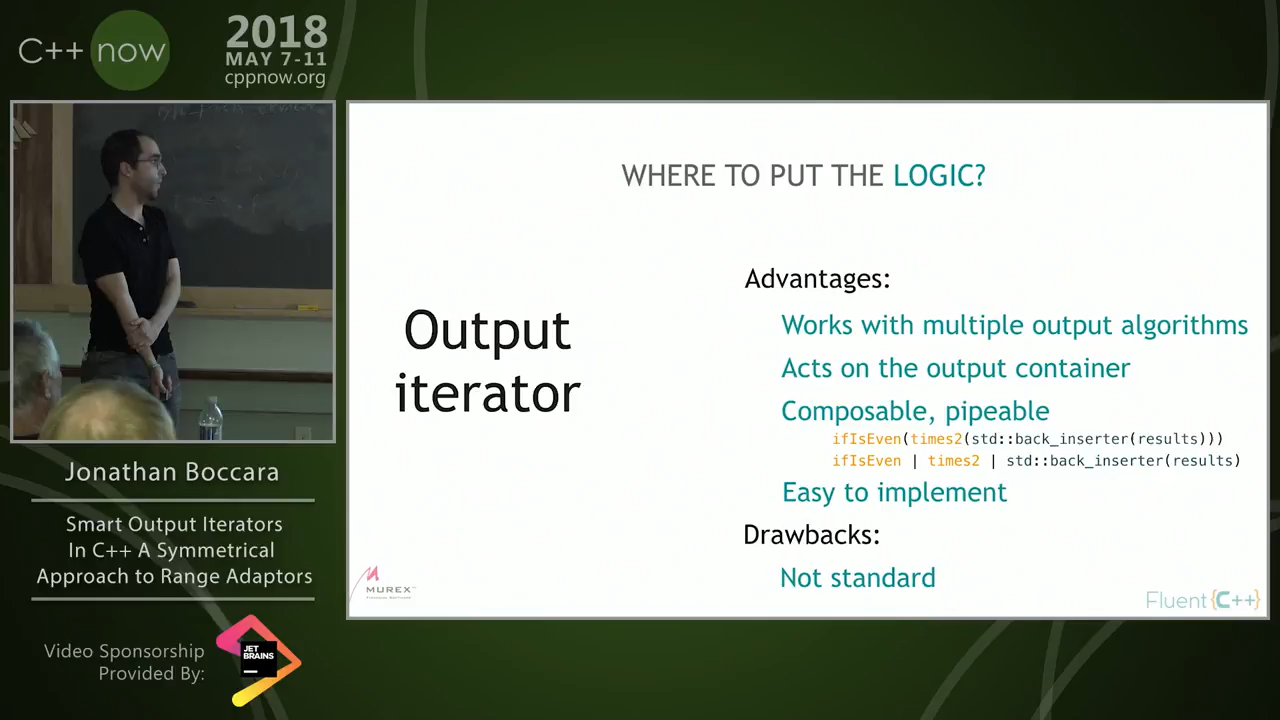 C++ now
2018
MAY 7-11
cppnow.org
WHERE TO PUT THE LOGIC?
Output
iterator
Advantages:
Works with multiple output algorithms
Acts on the output container
Composable, pipeable
ifIsEven(times2(std::back_inserter(results)))
ifIsEven | times2 | std::back_inserter(results)
Easy to implement
Drawbacks:
Not standard
MUREX
Fluent {C++}
Jonathan Boccara
Smart Output Iterators
In C++ A Symmetrical
Approach to Range Adaptors
Video Sponsorship
Provided By:
JET
BRAINS